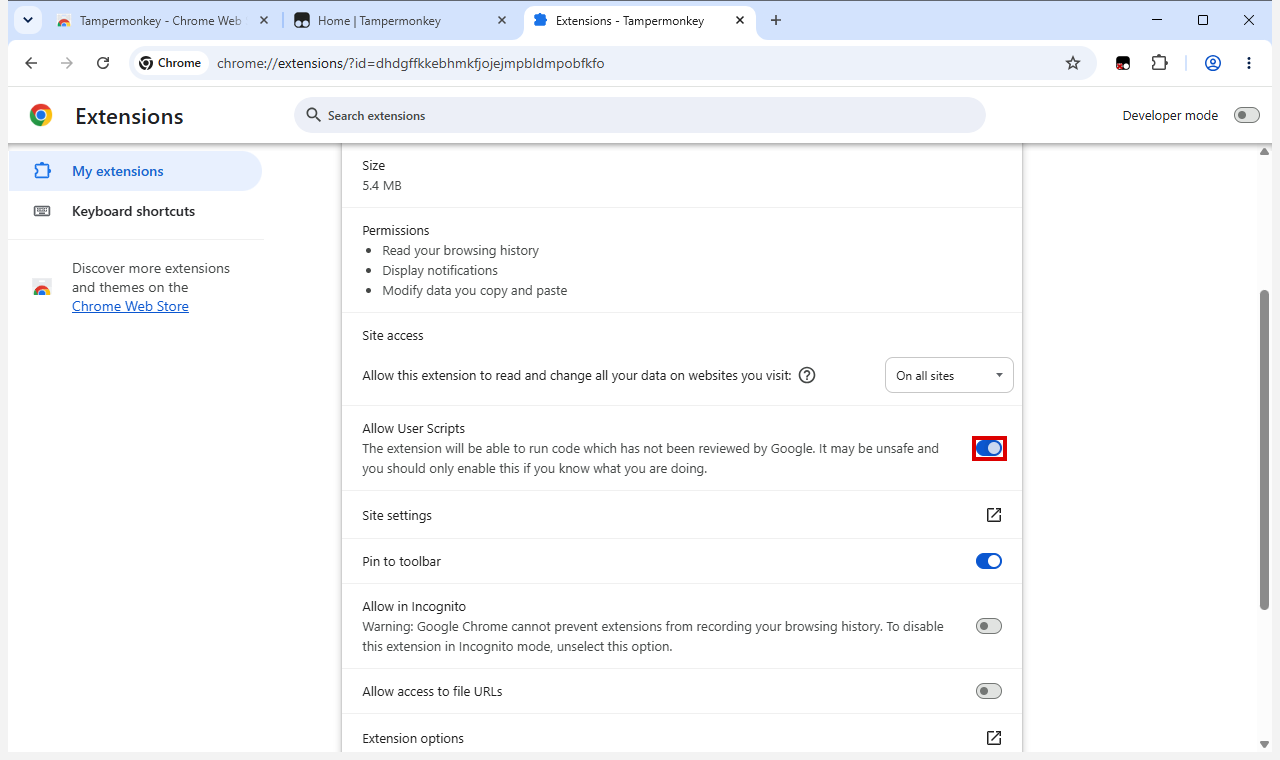 Tampermonkey - Chrome Web
Home | Tampermonkey
Extensions - Tampermonkey
Chrome
chrome://extensions/?id=dhdgffkkebhmkfjojejmpbldmpobfkfo
Extensions
Search extensions
Developer mode
My extensions
Keyboard shortcuts
Discover more extensions
and themes on the
Chrome Web Store
Size
5.4 MB
Permissions
• Read your browsing history
• Display notifications
• Modify data you copy and paste
Site access
Allow this extension to read and change all your data on websites you visit:
On all sites
Allow User Scripts
The extension will be able to run code which has not been reviewed by Google. It may be unsafe and
you should only enable this if you know what you are doing.
Site settings
Pin to toolbar
Allow in Incognito
Warning: Google Chrome cannot prevent extensions from recording your browsing history. To disable
this extension in Incognito mode, unselect this option.
Allow access to file URLs
Extension options